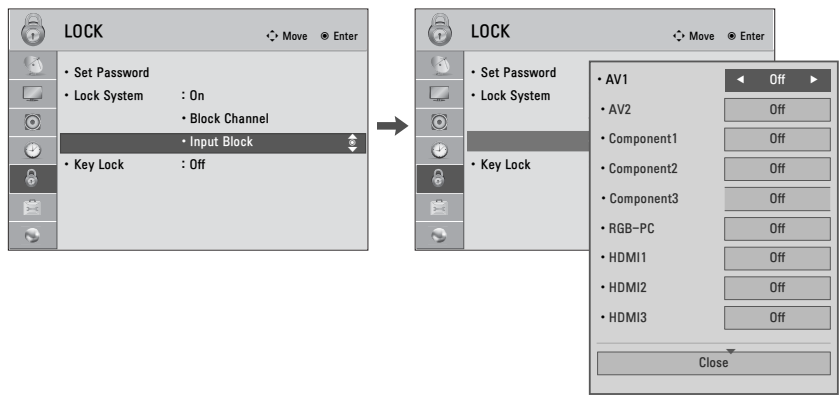 LOCK
Move Enter
• Set Password
• Lock System : On
• Block Channel
• Input Block
• Key Lock : Off
LOCK
Move Enter
• Set Password
• Lock System
• Key Lock
• AV1 ◄ Off ►
• AV2 Off
• Component1 Off
• Component2 Off
• Component3 Off
• RGB-PC Off
• HDMI1 Off
• HDMI2 Off
• HDMI3 Off
Close